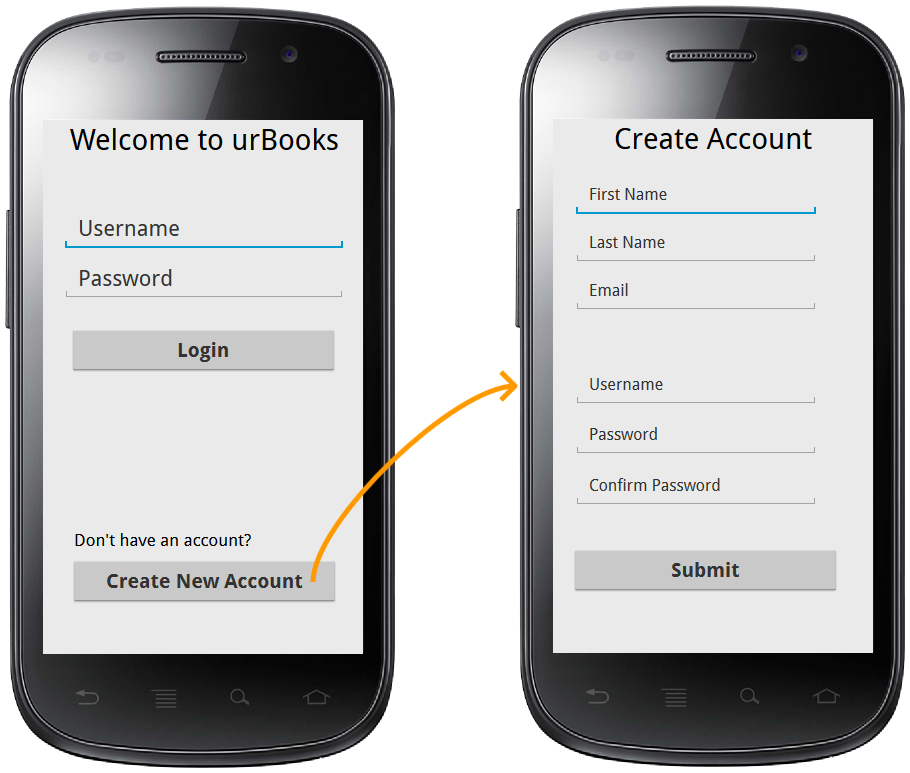 Welcome to urBooks
Username
Password
Login
Don't have an account?
Create New Account
Create Account
First Name
Last Name
Email
Username
Password
Confirm Password
Submit